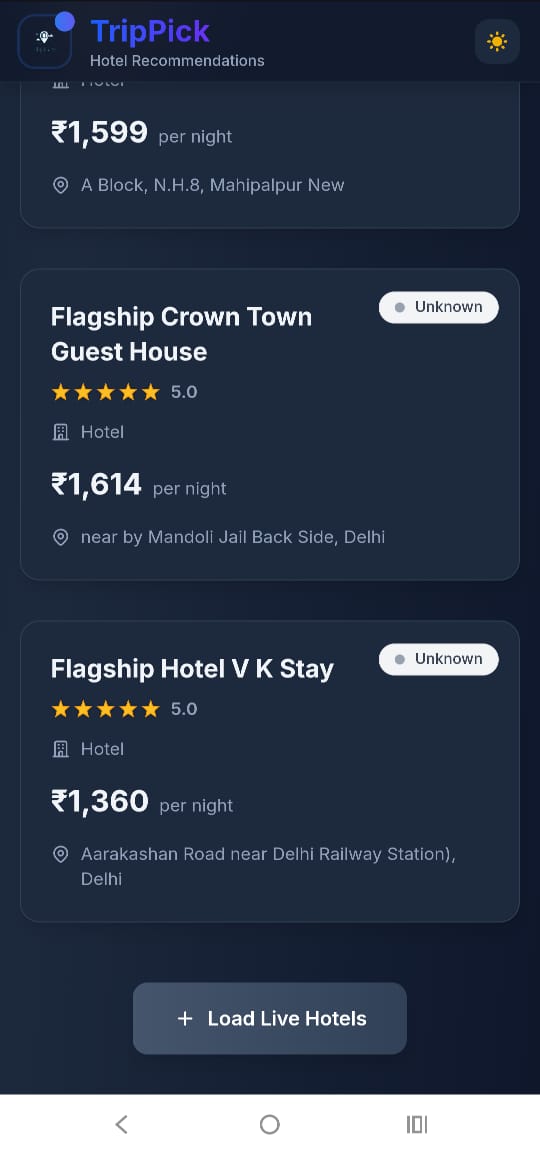 TripPick
Hotel Recommendations
Hotel
₹1,599 per night
A Block, N.H.8, Mahipalpur New
Flagship Crown Town
Guest House
Unknown
5.0
Hotel
₹1,614 per night
near by Mandoli Jail Back Side, Delhi
Flagship Hotel V K Stay
Unknown
5.0
Hotel
₹1,360 per night
Aarakashan Road near Delhi Railway Station),
Delhi
+ Load Live Hotels